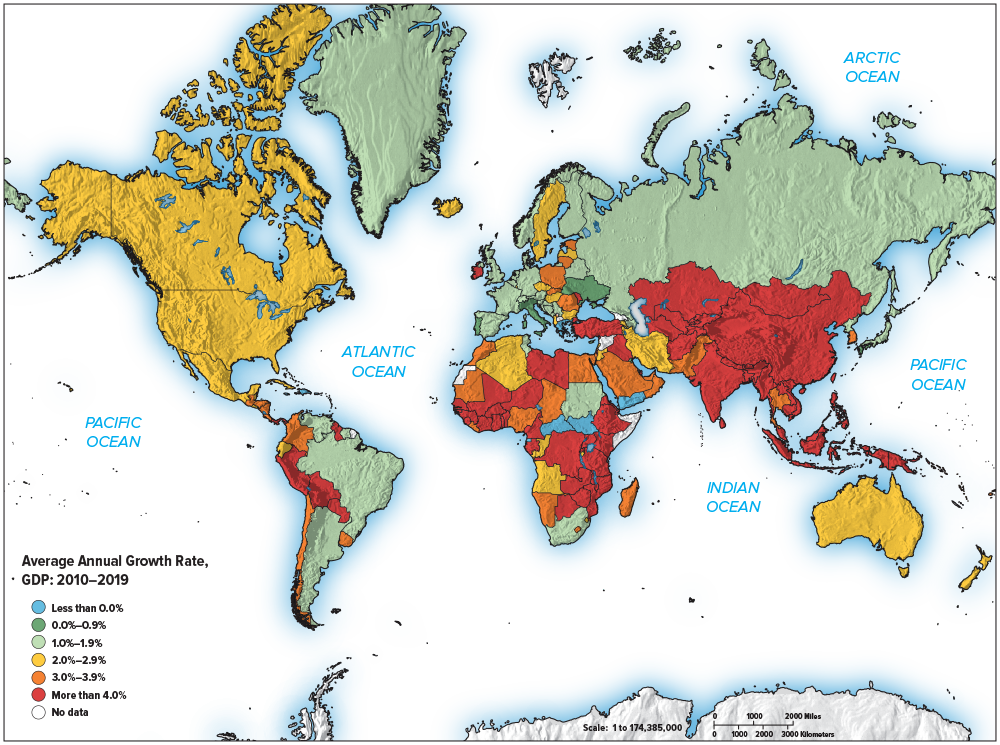 ARCTIC
OCEAN
ATLANTIC
OCEAN
PACIFIC
OCEAN
PACIFIC
OCEAN
INDIAN
OCEAN
Average Annual Growth Rate,
GDP: 2010–2019
Less than 0.0%
0.0%–0.9%
1.0%–1.9%
2.0%–2.9%
3.0%–3.9%
More than 4.0%
No data
Scale: 1 to 174,385,000
0 1000 2000 Miles
0 1000 2000 3000 Kilometers